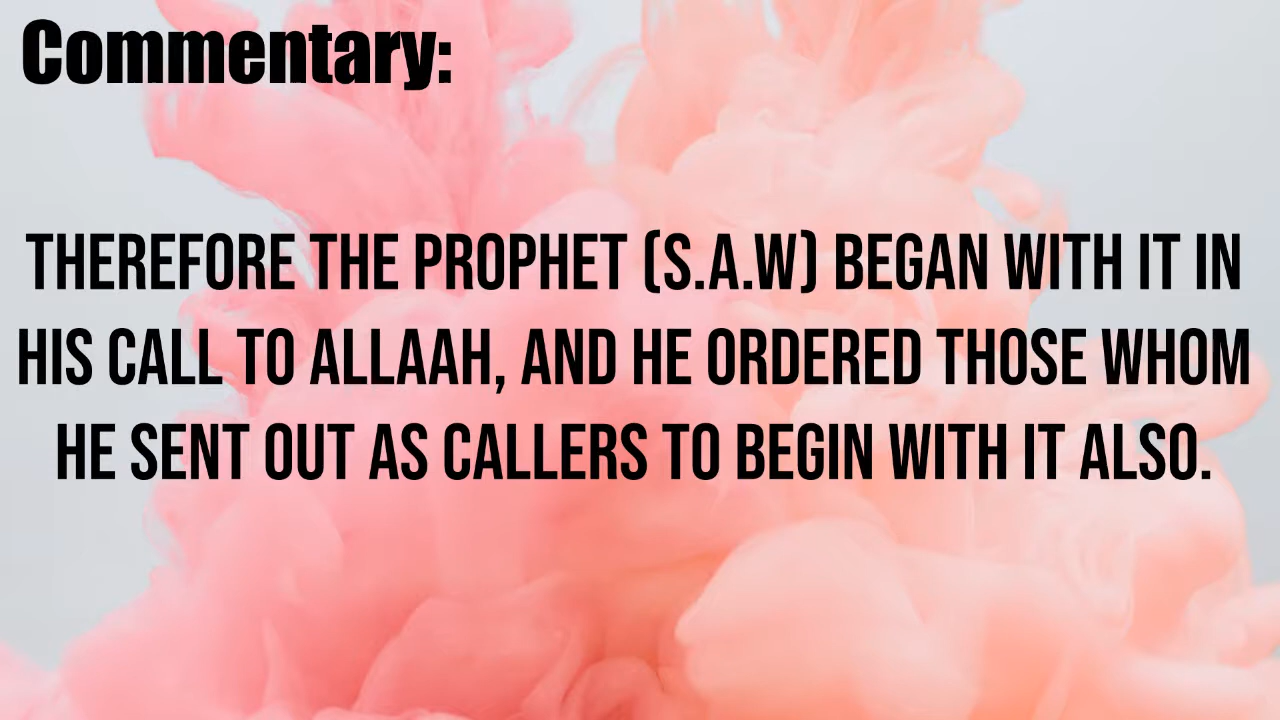 Commentary:
THEREFORE THE PROPHET (S.A.W) BEGAN WITH IT IN
HIS CALL TO ALLAAH, AND HE ORDERED THOSE WHOM
HE SENT OUT AS CALLERS TO BEGIN WITH IT ALSO.